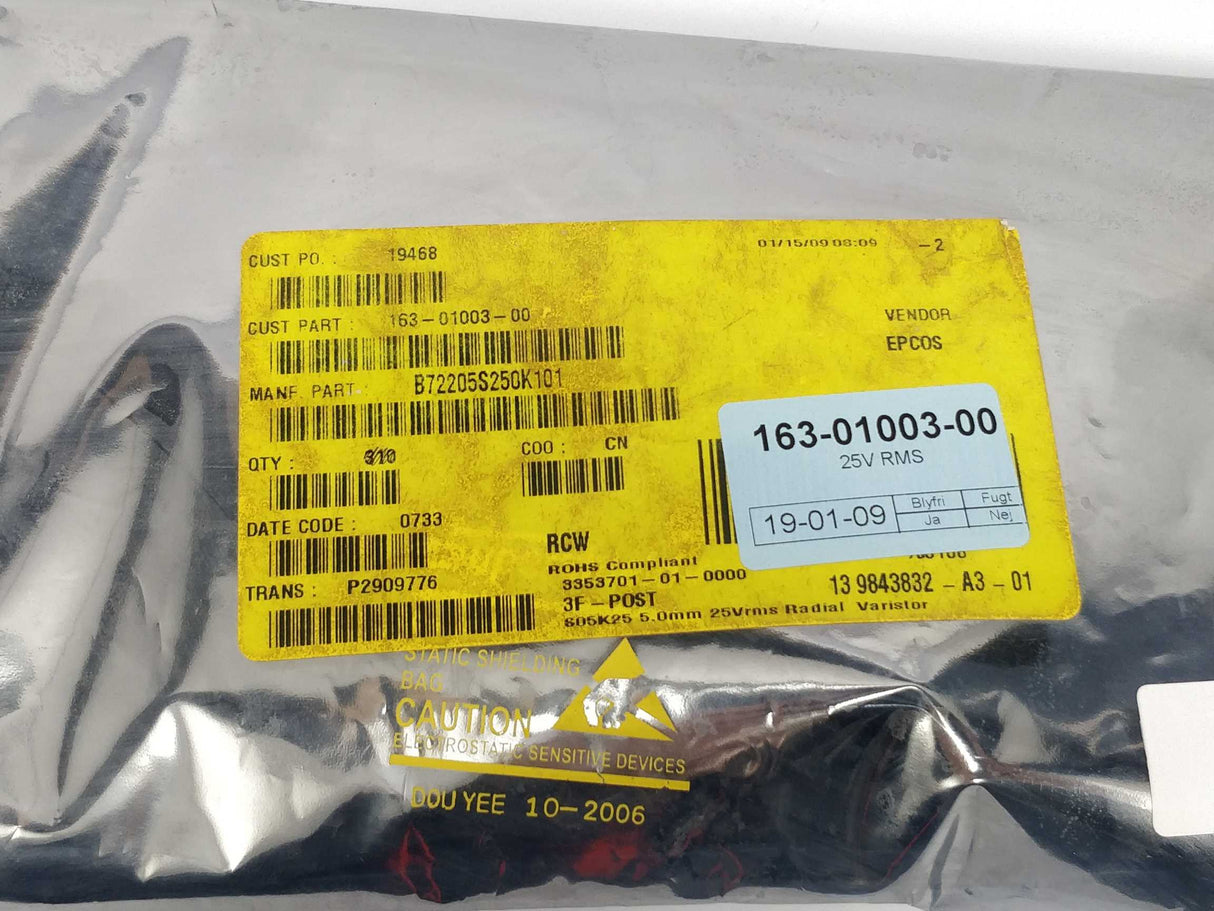 CUST PO. : 19468
01/15/09 08:09 -2
CUST PART : 163-01003-00
VENDOR
EPCOS
MANF. PART : B72205S250K101
QTY :
COO : CN
DATE CODE : 0733
TRANS : P2909776
RCW
ROHS Compliant
3353701-01-0000
3F-POST
S05K25 5.0mm 25Vrms Radial Varistor
13 9843832 - A3 - 01
163-01003-00
25V RMS
19-01-09
Blyfri Fugt
Ja Nej
STATIC SHIELDING
BAG
CAUTION
ELECTROSTATIC SENSITIVE DEVICES
DOU YEE 10-2006